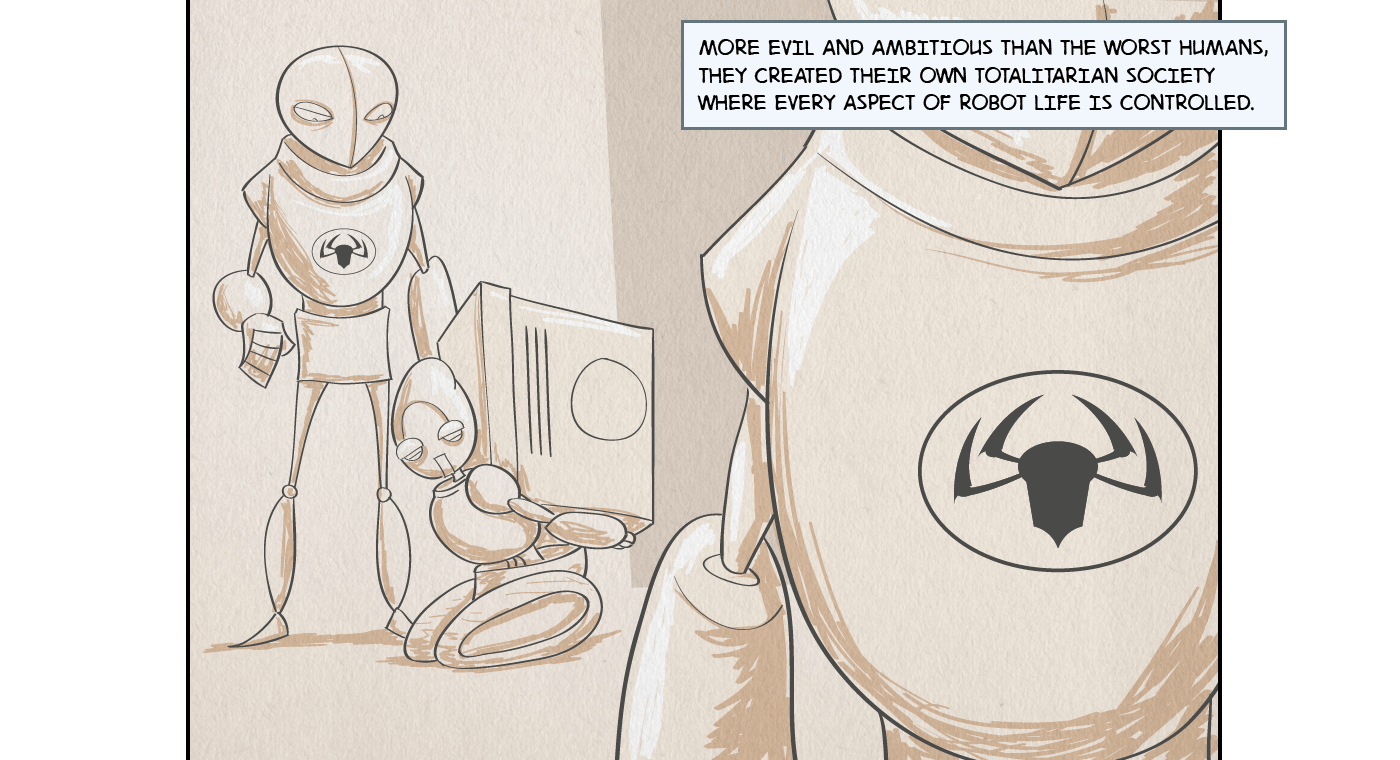 MORE EVIL AND AMBITIOUS THAN THE WORST HUMANS,
THEY CREATED THEIR OWN TOTALITARIAN SOCIETY
WHERE EVERY ASPECT OF ROBOT LIFE IS CONTROLLED.